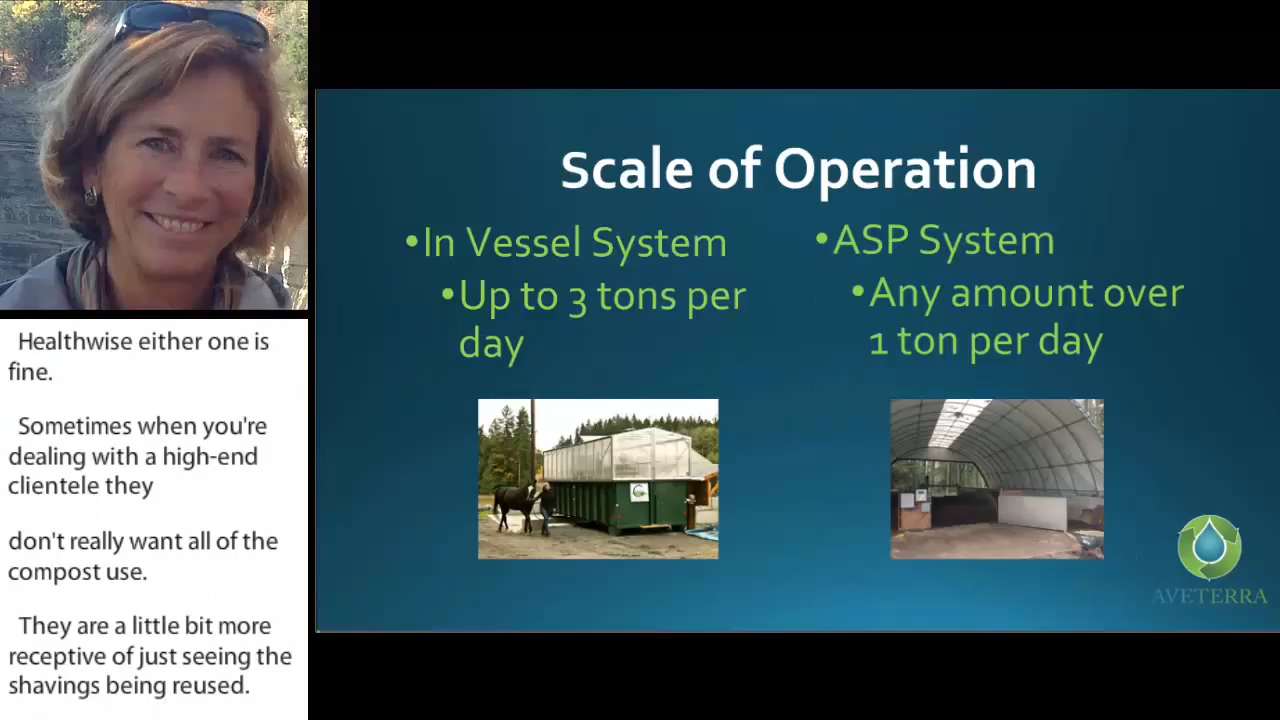 Healthwise either one is
fine.
Sometimes when you're
dealing with a high-end
clientele they
don't really want all of the
compost use.
They are a little bit more
receptive of just seeing the
shavings being reused.
Scale of Operation
•In Vessel System
•Up to 3 tons per
day
•ASP System
•Any amount over
1 ton per day
AVETERRA